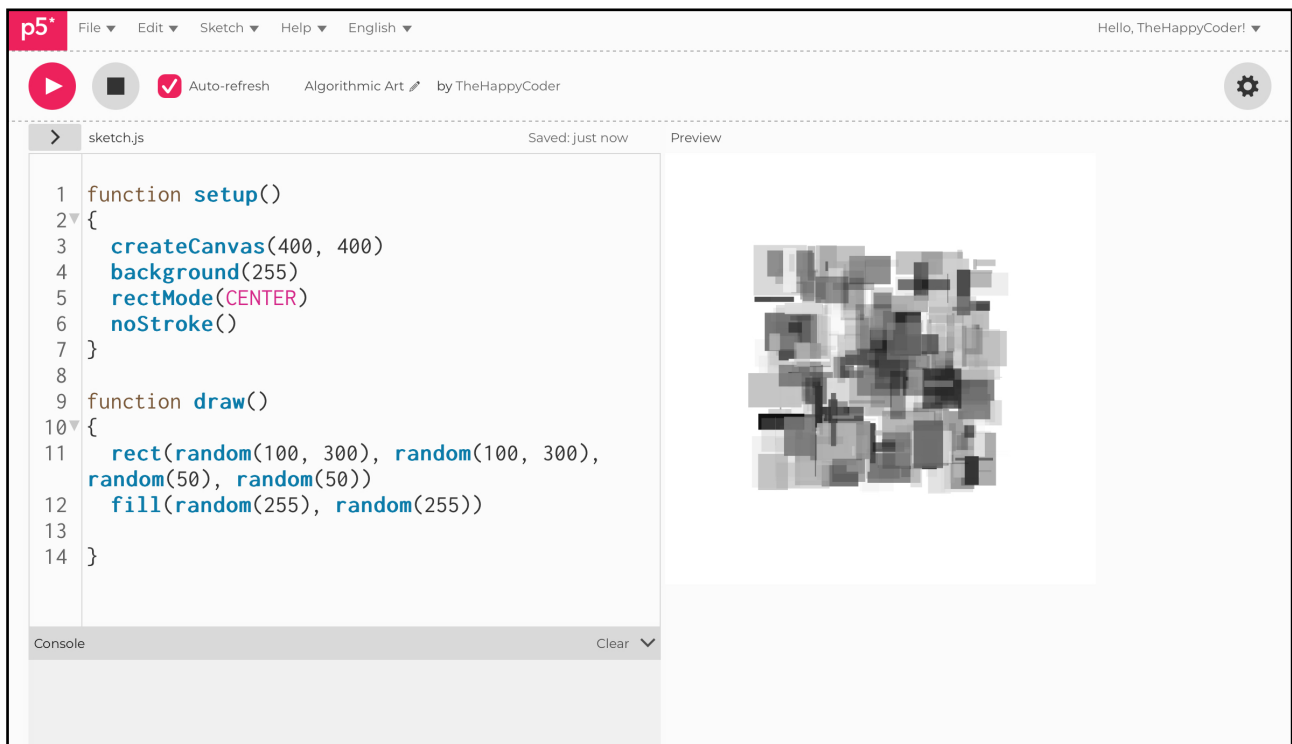 p5* File Edit Sketch Help English Hello, TheHappyCoder!
Auto-refresh Algorithmic Art by TheHappyCoder
sketch.js Saved: just now Preview
1 function setup()
2 {
3 createCanvas(400, 400)
4 background(255)
5 rectMode(CENTER)
6 noStroke()
7 }
8
9 function draw()
10 {
11 rect(random(100, 300), random(100, 300),
random(50), random(50))
12 fill(random(255), random(255))
13
14 }
Console Clear